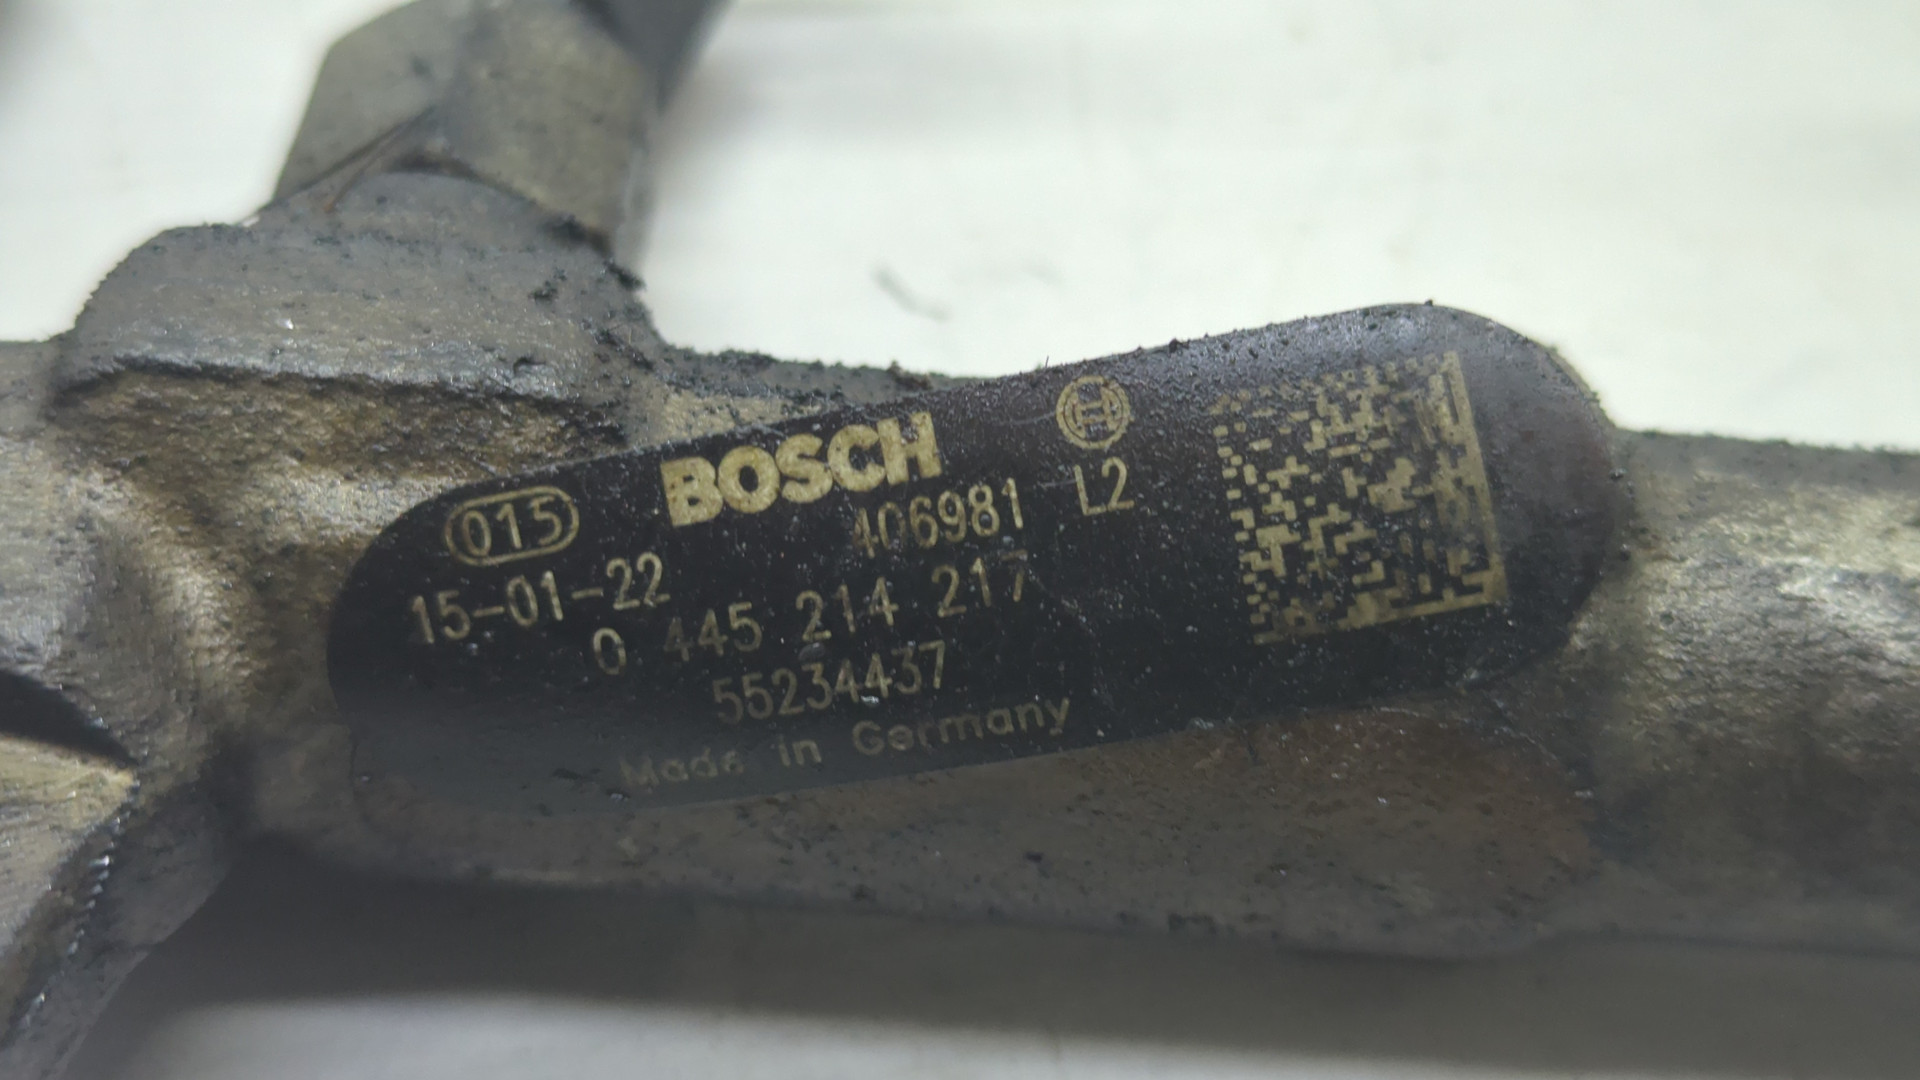 BOSCH
015
406981 L2
15-01-22
0 445 214 217
55234437
Made in Germany